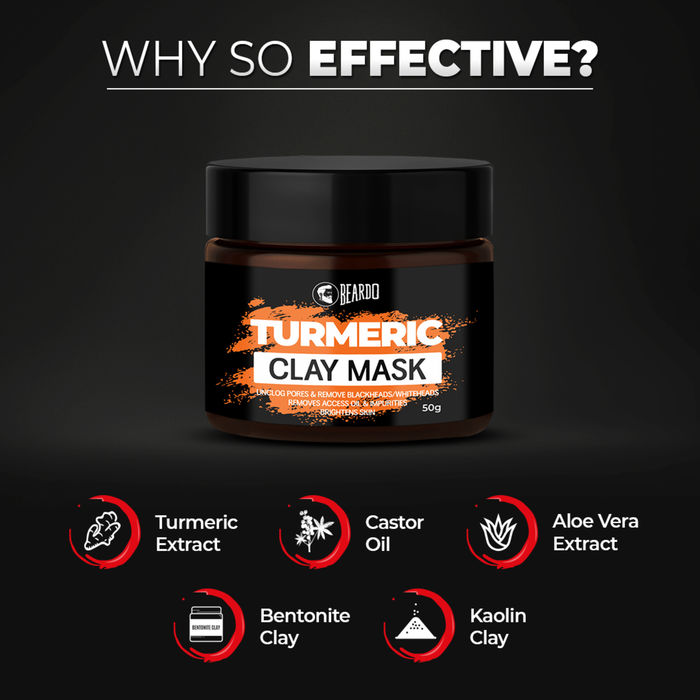 WHY SO EFFECTIVE?
BEARDO
TURMERIC
CLAY MASK
UNCLOG PORES & REMOVE BLACKHEADS/WHITEHEADS
REMOVES ACCESS OIL & IMPURITIES
BRIGHTENS SKIN
50g
Turmeric
Extract
Castor
Oil
Aloe Vera
Extract
BENTONITE CLAY
Bentonite
Clay
Kaolin
Clay